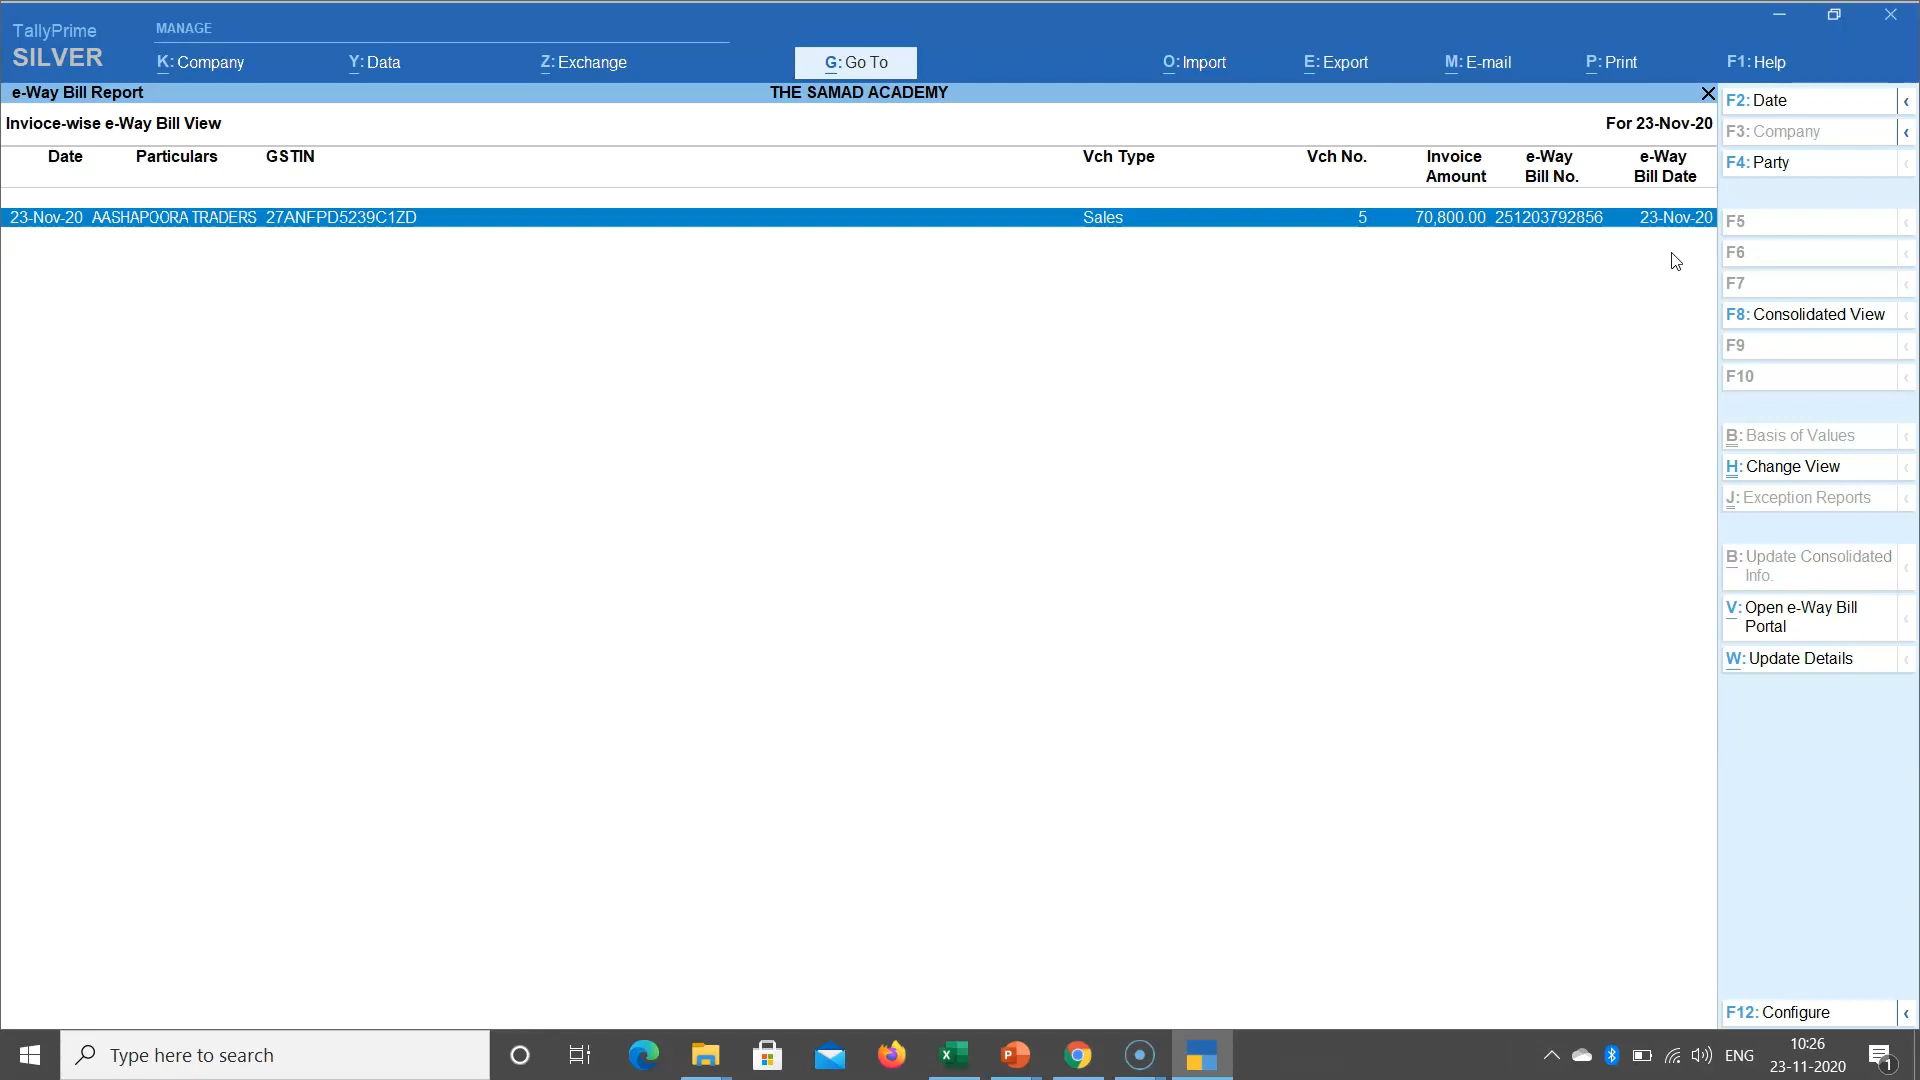 TallyPrime
SILVER
MANAGE
K: Company
Y: Data
Z: Exchange
G: Go To
O: Import
E: Export
M: E-mail
P: Print
F1: Help
e-Way Bill Report
THE SAMAD ACADEMY
Invioce-wise e-Way Bill View
For 23-Nov-20
Date Particulars GSTIN Vch Type Vch No. Invoice e-Way e-Way
Amount Bill No. Bill Date
23-Nov-20 AASHAPOORA TRADERS 27ANFPD5239C1ZD Sales 5 70,800.00 251203792856 23-Nov-20
F2: Date
F3: Company
F4: Party
F5
F6
F7
F8: Consolidated View
F9
F10
B: Basis of Values
H: Change View
J: Exception Reports
B: Update Consolidated
Info.
V: Open e-Way Bill
Portal
W: Update Details
F12: Configure
Type here to search
ENG
10:26
23-11-2020
1